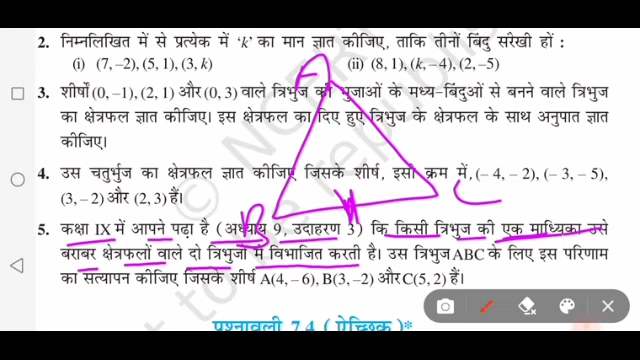 2. निम्नलिखित में से प्रत्येक में ‘k’ का मान ज्ञात कीजिए, ताकि तीनों बिंदु सरेखी हों :
(i) (7, –2), (5, 1), (3, k) (ii) (8, 1), (k, –4), (2, –5)
3. शीर्षों (0, –1), (2, 1) और (0, 3) वाले त्रिभुज की भुजाओं के मध्य-बिंदुओं से बनने वाले त्रिभुज
का क्षेत्रफल ज्ञात कीजिए। इस क्षेत्रफल का दिए हुए त्रिभुज के क्षेत्रफल के साथ अनुपात ज्ञात
कीजिए।
4. उस चतुर्भुज का क्षेत्रफल ज्ञात कीजिए जिसके शीर्ष, इसी क्रम में, (– 4, – 2), (– 3, – 5),
(3, – 2) और (2, 3) हैं।
5. कक्षा IX में आपने पढ़ा है (अध्याय 9, उदाहरण 3) कि किसी त्रिभुज की एक माध्यिका उसे
बराबर क्षेत्रफलों वाले दो त्रिभुजों में विभाजित करती है। उस त्रिभुज ABC के लिए इस परिणाम
का सत्यापन कीजिए जिसके शीर्ष A(4, – 6), B(3, –2) और C(5, 2) हैं।
प्रश्नावली 7.4 (ऐच्छिक)*
A
B
C